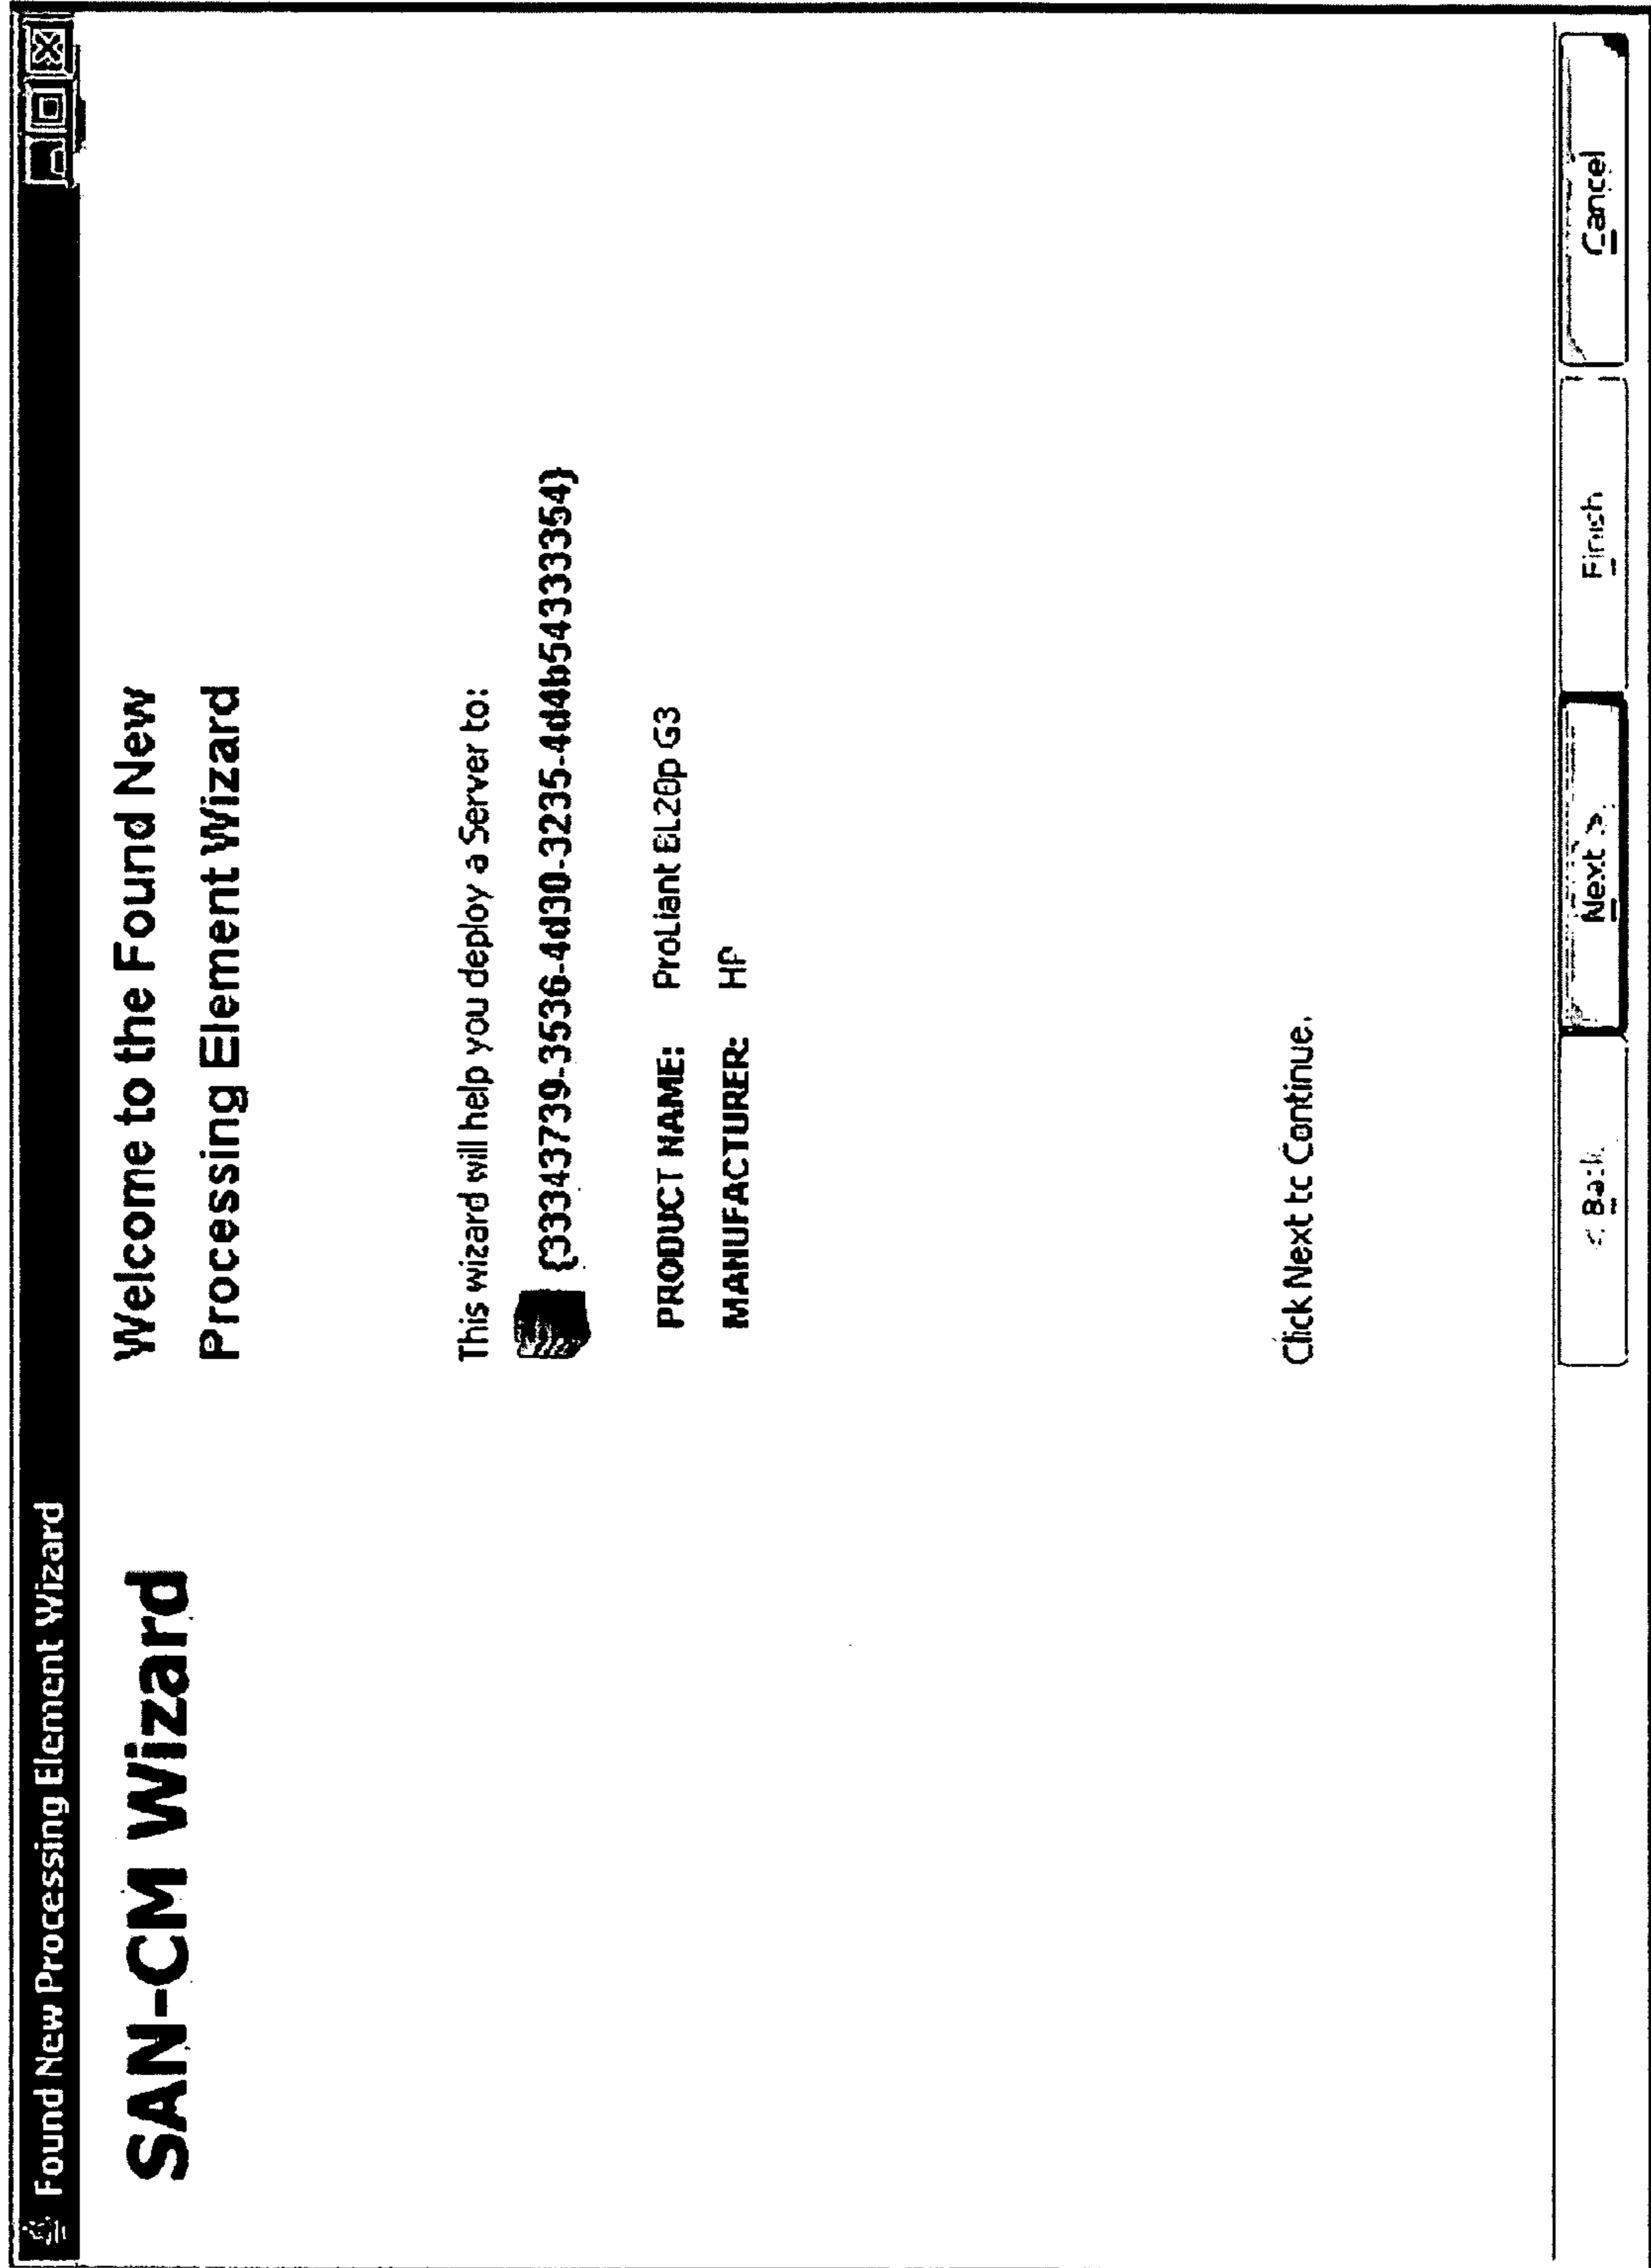 Found New Processing Element Wizard
SAN-CM Wizard
Welcome to the Found New
Processing Element Wizard
This wizard will help you deploy a Server to:
{33343739-3536-4d30-3235-4d4b54333354}
PRODUCT NAME: ProLiant BL20p G3
MANUFACTURER: HP
Click Next to Continue.
< Back
Next >
Finish
Cancel